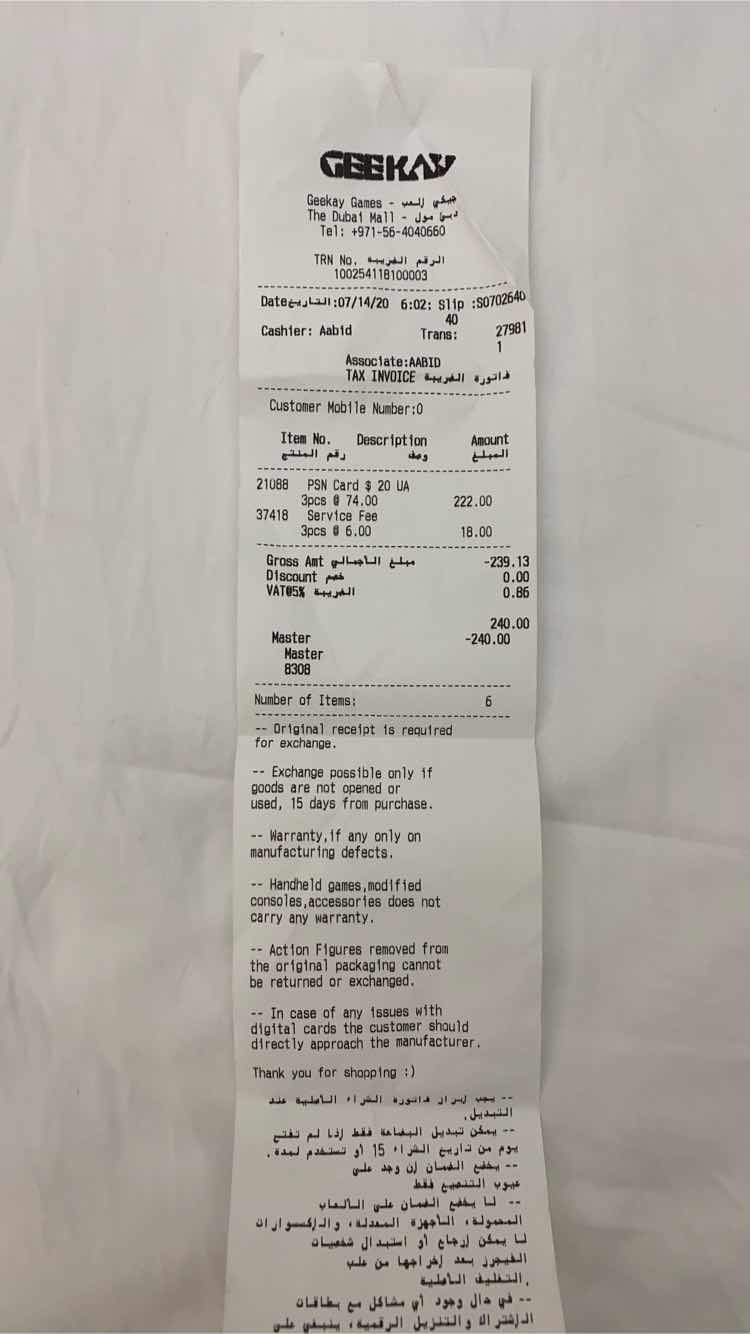 GEEKAY
Geekay Games - جيكي العب
The Dubai Mall - دبي مول
Tel: +971-56-4040660
TRN No. الرقم الضريبه
100254118100003
Dateالتاريخ:07/14/20 6:02: Slip :S0702640
40
Cashier: Aabid Trans: 27981
1
Associate:AABID
TAX INVOICE فاتورة الضريبة
Customer Mobile Number:0
Item No. Description Amount
رقم المنتج وصف المبلغ
21088 PSN Card $ 20 UA
3pcs @ 74.00 222.00
37418 Service Fee
3pcs @ 6.00 18.00
Gross Amt مبلغ الأجمالي -239.13
Discount خصم 0.00
VAT05% الضريبة 0.86
240.00
Master -240.00
Master
8308
Number of Items: 6
-- Original receipt is required
for exchange.
-- Exchange possible only if
goods are not opened or
used, 15 days from purchase.
-- Warranty,if any only on
manufacturing defects.
-- Handheld games,modified
consoles,accessories does not
carry any warranty.
-- Action Figures removed from
the original packaging cannot
be returned or exchanged.
-- In case of any issues with
digital cards the customer should
directly approach the manufacturer.
Thank you for shopping :)
-- يجب إبراز فاتورة الشراء الأصلية عند
التبديل.
-- يمكن تبديل البضاعة فقط إذا لم تفتح
يوم من تاريخ الشراء 15 أو تستخدم لمدة.
-- يخضع الضمان إن وجد على
عيوب التصنيع فقط
-- لا يخضع الضمان على الألعاب
المحمولة، الأجهزة المعدلة، والإكسسوارات
لا يمكن إرجاع أو استبدال شخصيات
الفيجرز بعد إخراجها من علب
التغليف الأصلية.
-- في حال وجود أي مشاكل مع بطاقات
الإشتراك والتنزيل الرقمية، ينبغي على